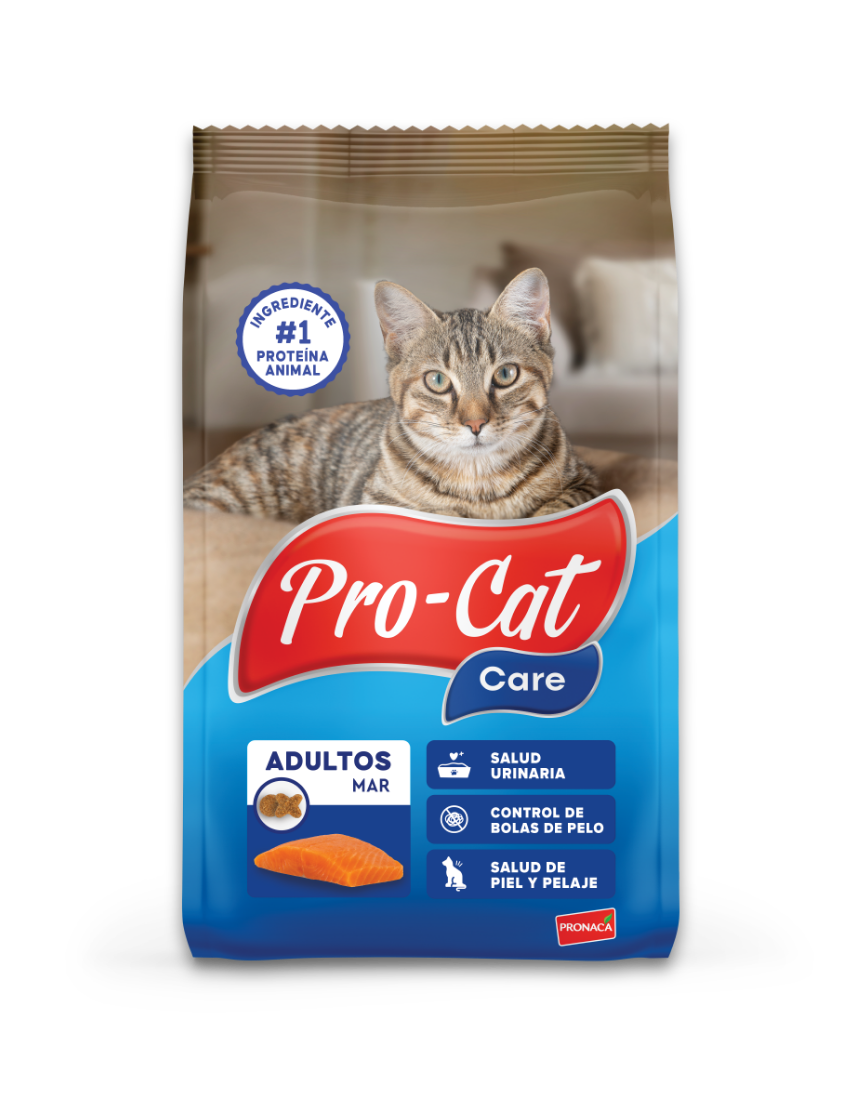 INGREDIENTE
#1
PROTEÍNA
ANIMAL
Pro-Cat
Care
ADULTOS
MAR
SALUD
URINARIA
CONTROL DE
BOLAS DE PELO
SALUD DE
PIEL Y PELAJE
PRONACA